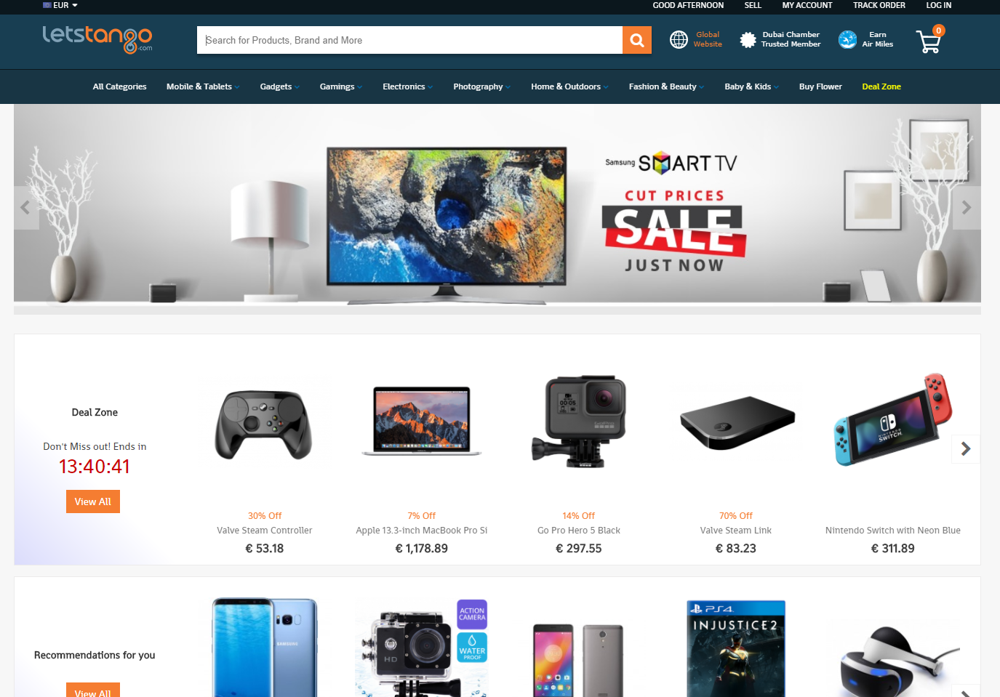 EUR
GOOD AFTERNOON SELL MY ACCOUNT TRACK ORDER LOG IN
letstango
.com
Search for Products, Brand and More
Global
Website
Dubai Chamber
Trusted Member
Earn
Air Miles
0
All Categories Mobile & Tablets Gadgets Gamings Electronics Photography Home & Outdoors Fashion & Beauty Baby & Kids Buy Flower Deal Zone
Samsung SMART TV
CUT PRICES
SALE
JUST NOW
Deal Zone
Don't Miss out! Ends in
13:40:41
View All
30% Off
Valve Steam Controller
€ 53.18
7% Off
Apple 13.3-inch MacBook Pro Si
€ 1,178.89
00:05
GoPro
14% Off
Go Pro Hero 5 Black
€ 297.55
70% Off
Valve Steam Link
€ 83.23
NINTENDO
SWITCH
Nintendo Switch with Neon Blue
€ 311.89
Recommendations for you
View All
SAMSUNG
ACTION
CAMERA
WATER
PROOF
HD
PS4
INJUSTICE 2